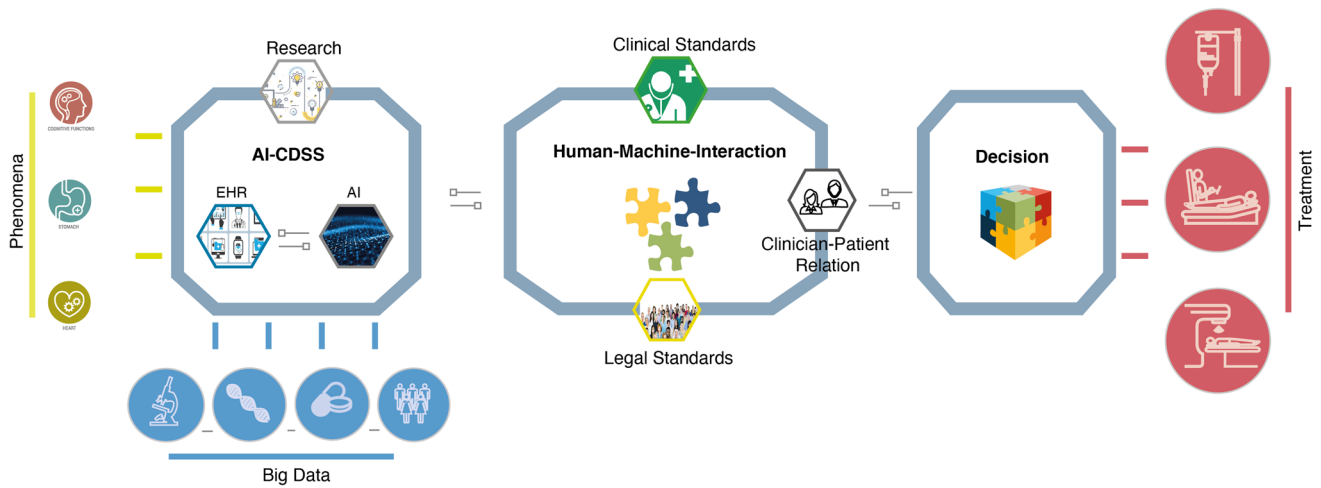 Phenomena
COGNITIVE FUNCTIONS
STOMACH
HEART
Research
AI-CDSS
EHR
AI
Big Data
Clinical Standards
Human-Machine-Interaction
Clinician-Patient
Relation
Legal Standards
Decision
Treatment